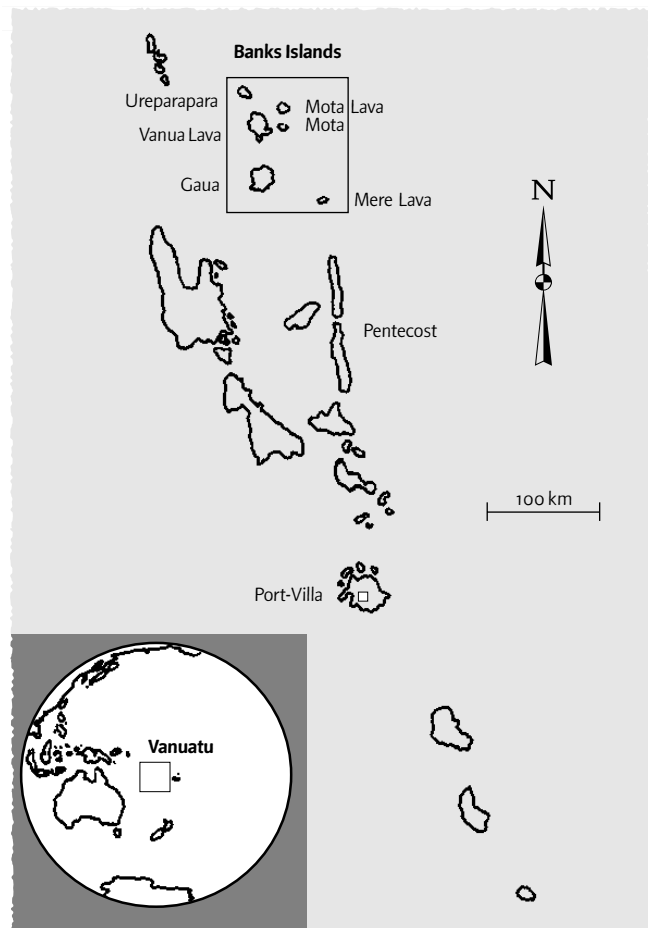 Banks Islands
Ureparapara
Mota Lava
Vanua Lava
Mota
Gaua
Mere Lava
N
Pentecost
100 km
Port-Villa
Vanuatu